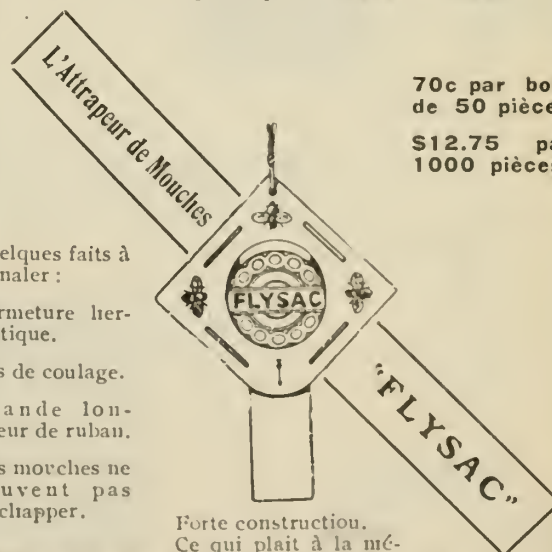 L'Attrapeur de Mouches
70c par bo
de 50 pièce
$12.75 pa
1000 pièces
elques faits à
naler :
rmeture her-
tique.
s de coulage.
ande lon-
eur de ruban.
s morches ne
uvent pas
chapper.
FLYSAC
"FLYSAC"
Forte construction.
Ce qui plait à la mé-